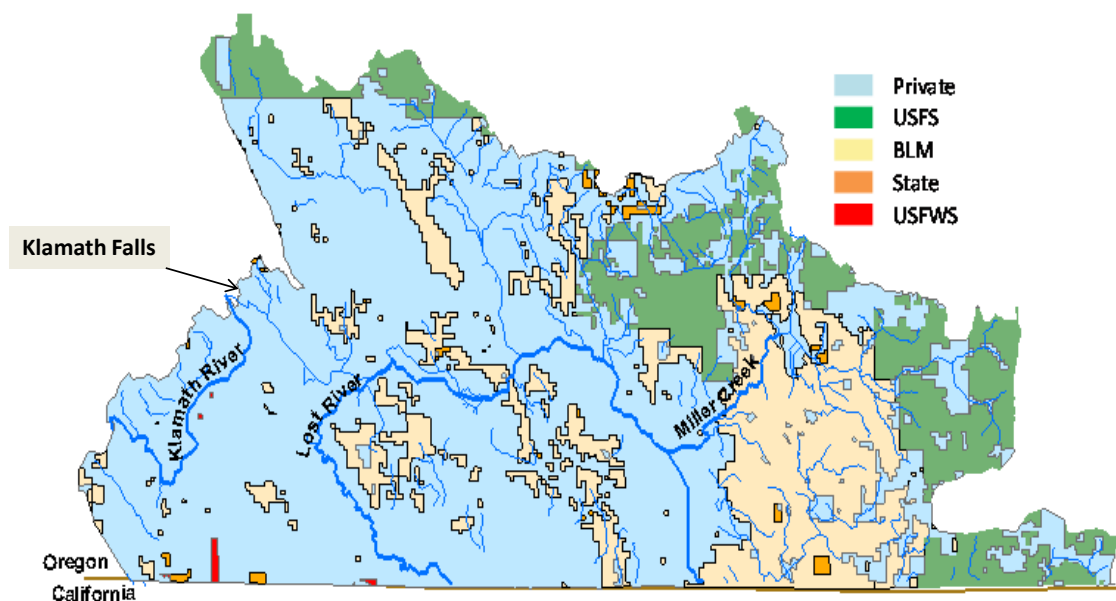 Private
USFS
BLM
State
USFWS
Klamath Falls
Klamath River
Lost River
Miller Creek
Oregon
California